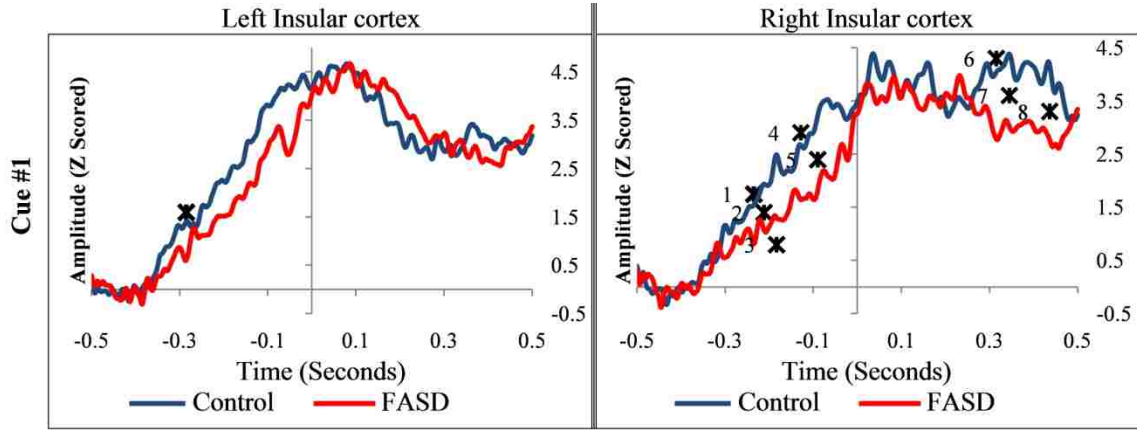 Left Insular cortex
Right Insular cortex
Cue #1
Amplitude (Z Scored)
4.5
3.5
2.5
1.5
0.5
-0.5
-0.5 -0.3 -0.1 0.1 0.3 0.5
Time (Seconds)
Control FASD
Amplitude (Z Scored)
1
2
3
4
5
6
7
8
4.5
3.5
2.5
1.5
0.5
-0.5
-0.5 -0.3 -0.1 0.1 0.3 0.5
Time (Seconds)
Control FASD